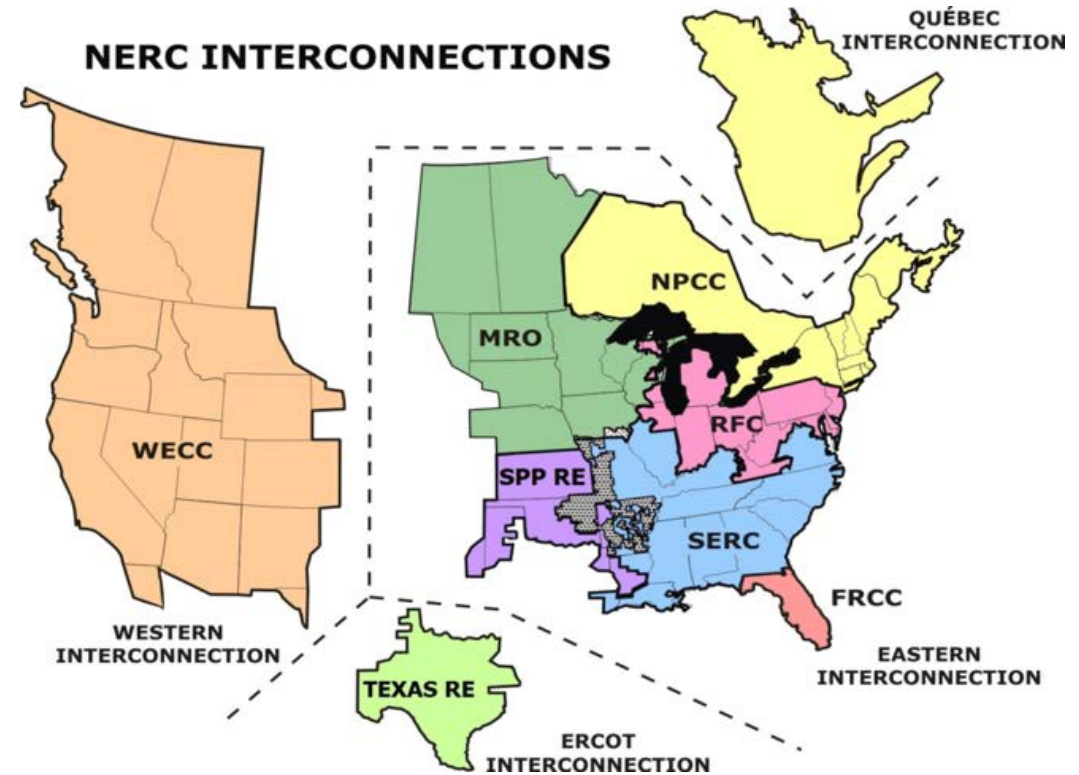 NERC INTERCONNECTIONS
QUÉBEC
INTERCONNECTION
NPCC
MRO
RFC
WECC
SPP RE
SERC
FRCC
WESTERN
INTERCONNECTION
EASTERN
INTERCONNECTION
TEXAS RE
ERCOT
INTERCONNECTION